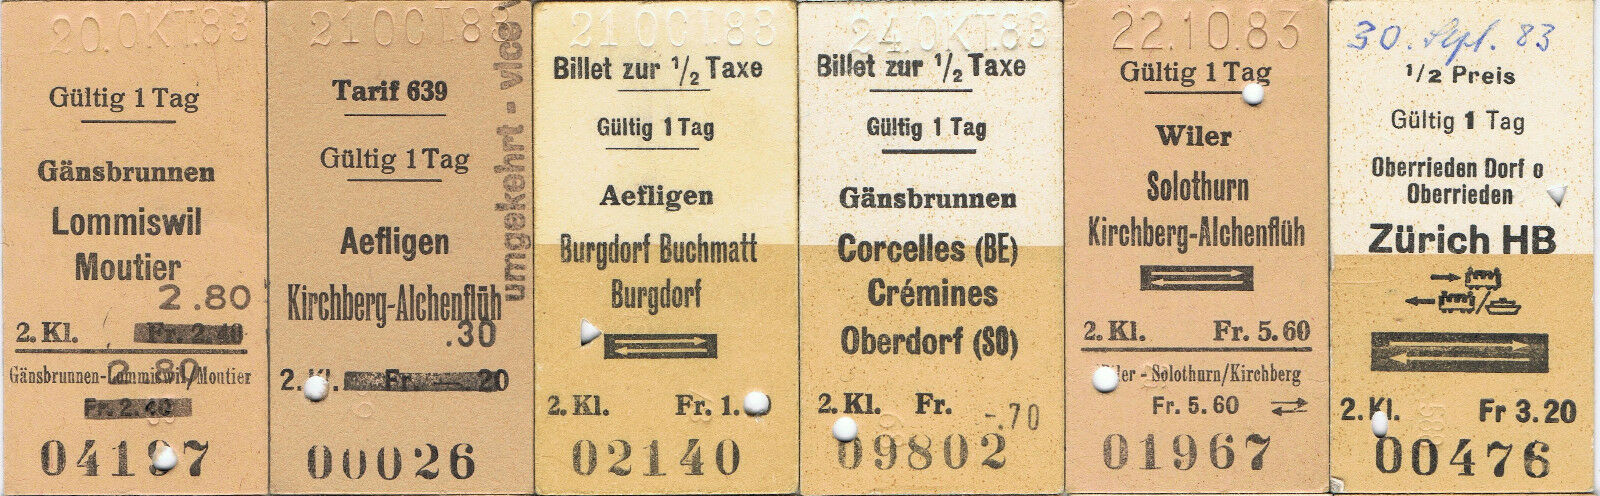 20.OKT.83
Gültig 1 Tag
Gänsbrunnen
Lommiswil
Moutier
2.80
2. Kl. Fr. 2.40
2.80
Gänsbrunnen-Lommiswil/Moutier
Fr. 2.40
04197
21 OCT 83
umgekehrt - vice
Tarif 639
Gültig 1 Tag
Aefligen
Kirchberg-Alchenflüh
.30
2. Kl. Fr. 20
00026
21 OCT 83
Billet zur 1/2 Taxe
Gültig 1 Tag
Aefligen
Burgdorf Buchmatt
Burgdorf
2. Kl. Fr. 1.
02140
24.OKT.83
Billet zur 1/2 Taxe
Gültig 1 Tag
Gänsbrunnen
Corcelles (BE)
Crémines
Oberdorf (SO)
2. Kl. Fr. -.70
09802
22.10.83
Gültig 1 Tag
Wiler
Solothurn
Kirchberg-Alchenflüh
2. Kl. Fr. 5.60
Wiler - Solothurn/Kirchberg
Fr. 5.60
01967
30. Sept. 83
1/2 Preis
Gültig 1 Tag
Oberrieden Dorf o
Oberrieden
Zürich HB
2. Kl. Fr 3.20
00476